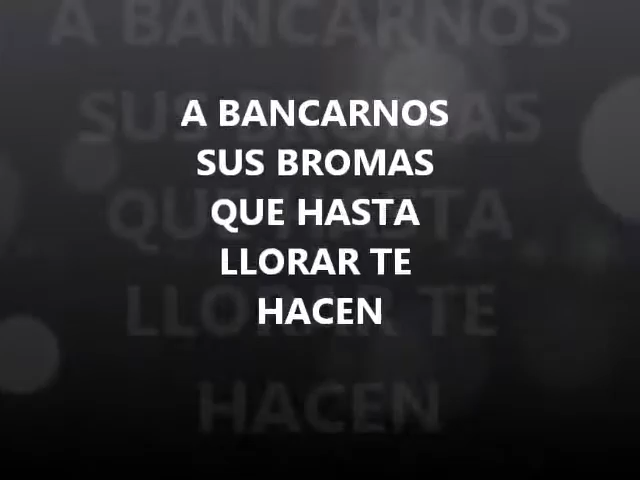 A BANCARNOS
SUS BROMAS
QUE HASTA
LLORAR TE
HACEN